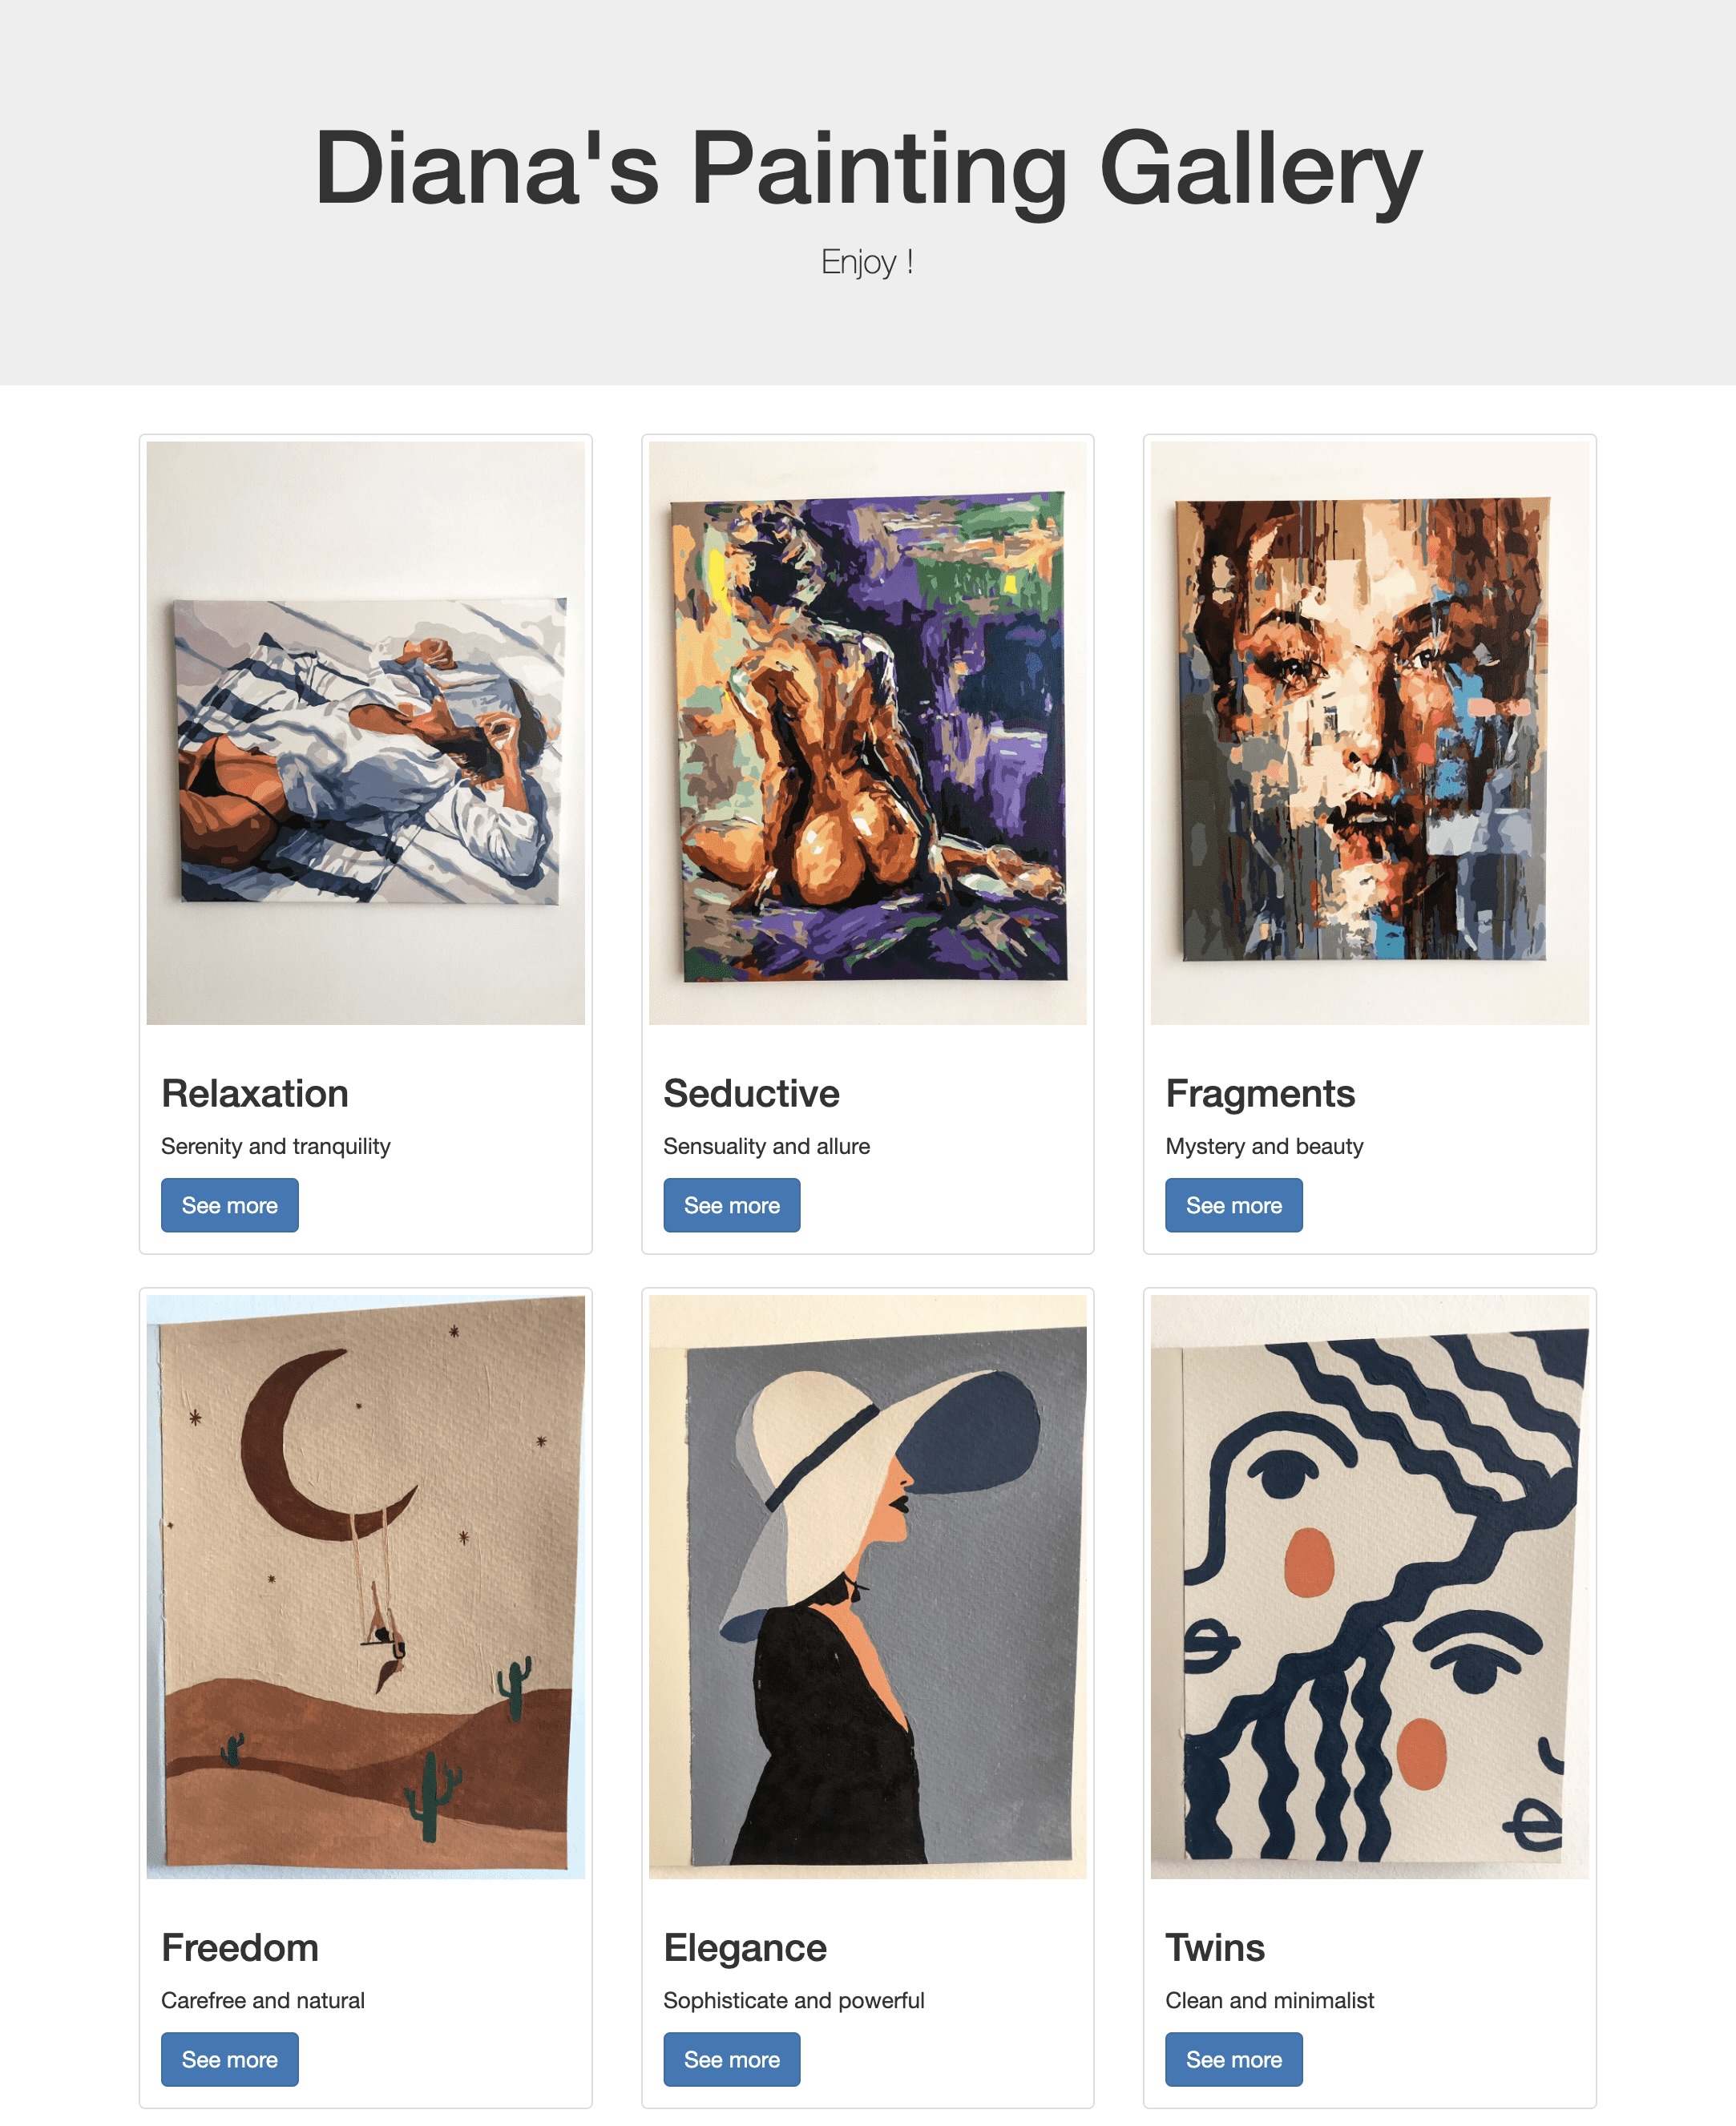 Diana's Painting Gallery
Enjoy !
Relaxation
Serenity and tranquility
See more
Seductive
Sensuality and allure
See more
Fragments
Mystery and beauty
See more
Freedom
Carefree and natural
See more
Elegance
Sophisticate and powerful
See more
Twins
Clean and minimalist
See more